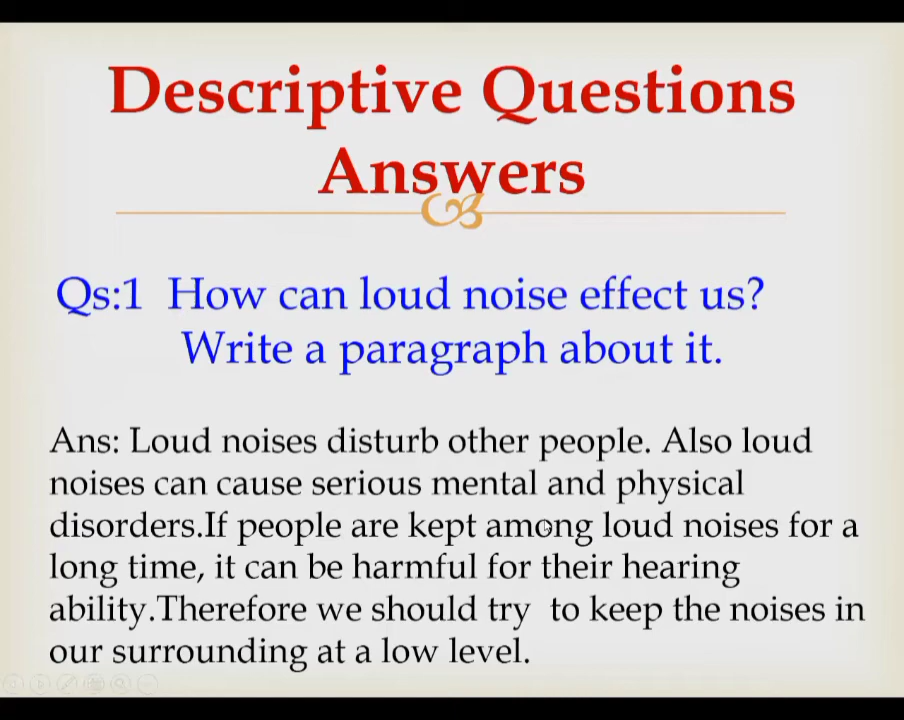 Descriptive Questions
Answers
Qs:1 How can loud noise effect us?
Write a paragraph about it.
Ans: Loud noises disturb other people. Also loud
noises can cause serious mental and physical
disorders.If people are kept among loud noises for a
long time, it can be harmful for their hearing
ability.Therefore we should try to keep the noises in
our surrounding at a low level.